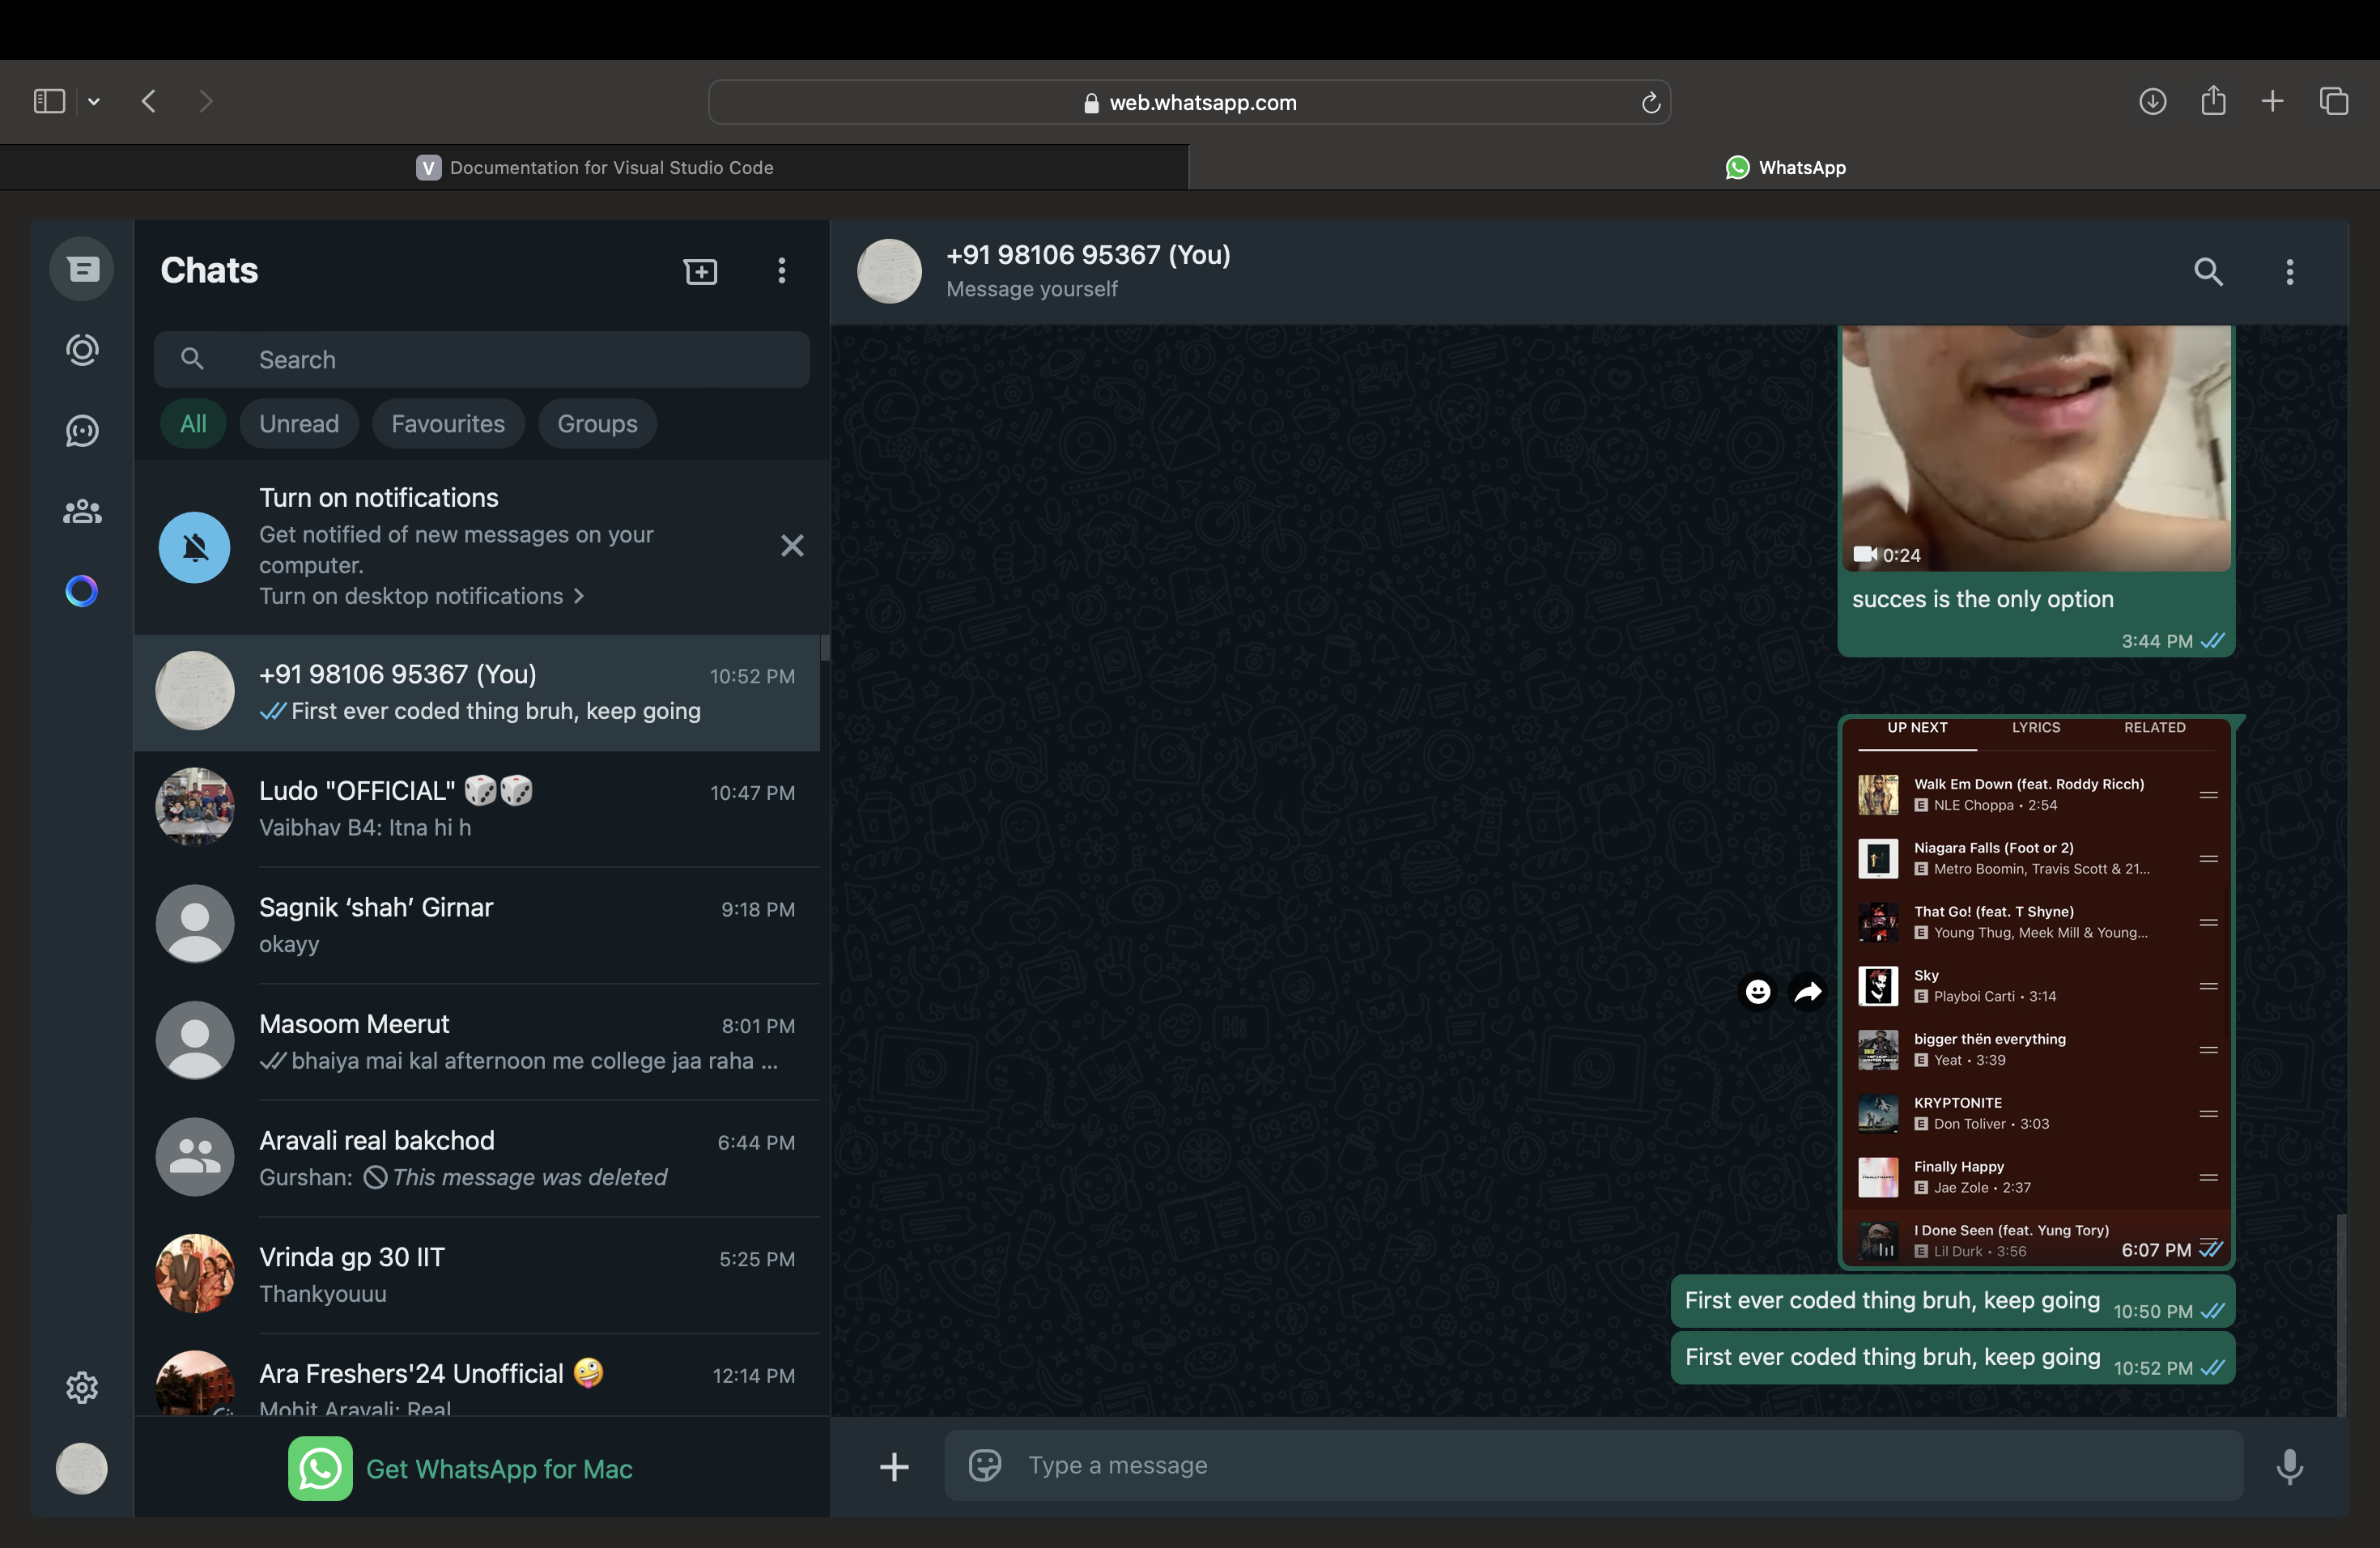 web.whatsapp.com
V Documentation for Visual Studio Code
WhatsApp
Chats
Search
All Unread Favourites Groups
Turn on notifications
Get notified of new messages on your
computer.
Turn on desktop notifications >
+91 98106 95367 (You) 10:52 PM
First ever coded thing bruh, keep going
Ludo "OFFICIAL" 🎲🎲 10:47 PM
Vaibhav B4: Itna hi h
Sagnik ‘shah’ Girnar 9:18 PM
okayy
Masoom Meerut 8:01 PM
bhaiya mai kal afternoon me college jaa raha ...
Aravali real bakchod 6:44 PM
Gurshan: This message was deleted
Vrinda gp 30 IIT 5:25 PM
Thankyouuu
Ara Freshers'24 Unofficial 🤪 12:14 PM
Mohit Aravali: Real
Get WhatsApp for Mac
+91 98106 95367 (You)
Message yourself
0:24
succes is the only option
3:44 PM
UP NEXT LYRICS RELATED
Walk Em Down (feat. Roddy Ricch)
E NLE Choppa • 2:54
Niagara Falls (Foot or 2)
E Metro Boomin, Travis Scott & 21...
That Go! (feat. T Shyne)
E Young Thug, Meek Mill & Young...
Sky
E Playboi Carti • 3:14
bigger thën everything
E Yeat • 3:39
KRYPTONITE
E Don Toliver • 3:03
Finally Happy
E Jae Zole • 2:37
I Done Seen (feat. Yung Tory)
E Lil Durk • 3:56
6:07 PM
First ever coded thing bruh, keep going 10:50 PM
First ever coded thing bruh, keep going 10:52 PM
Type a message